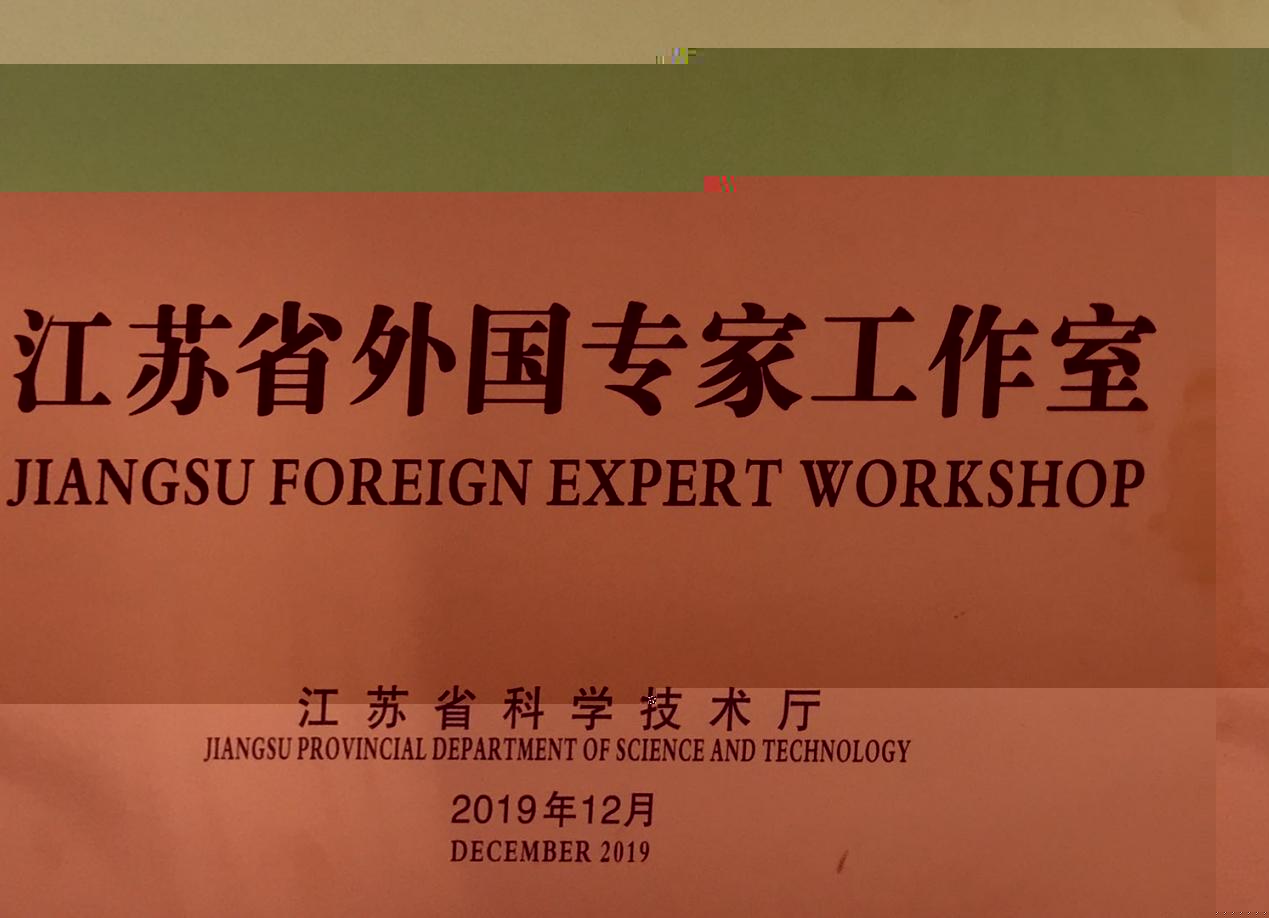 江苏省外国专家工作室
JIANGSU FOREIGN EXPERT WORKSHOP
江苏省科学技术厅
JIANGSU PROVINCIAL DEPARTMENT OF SCIENCE AND TECHNOLOGY
2019年12月
DECEMBER 2019